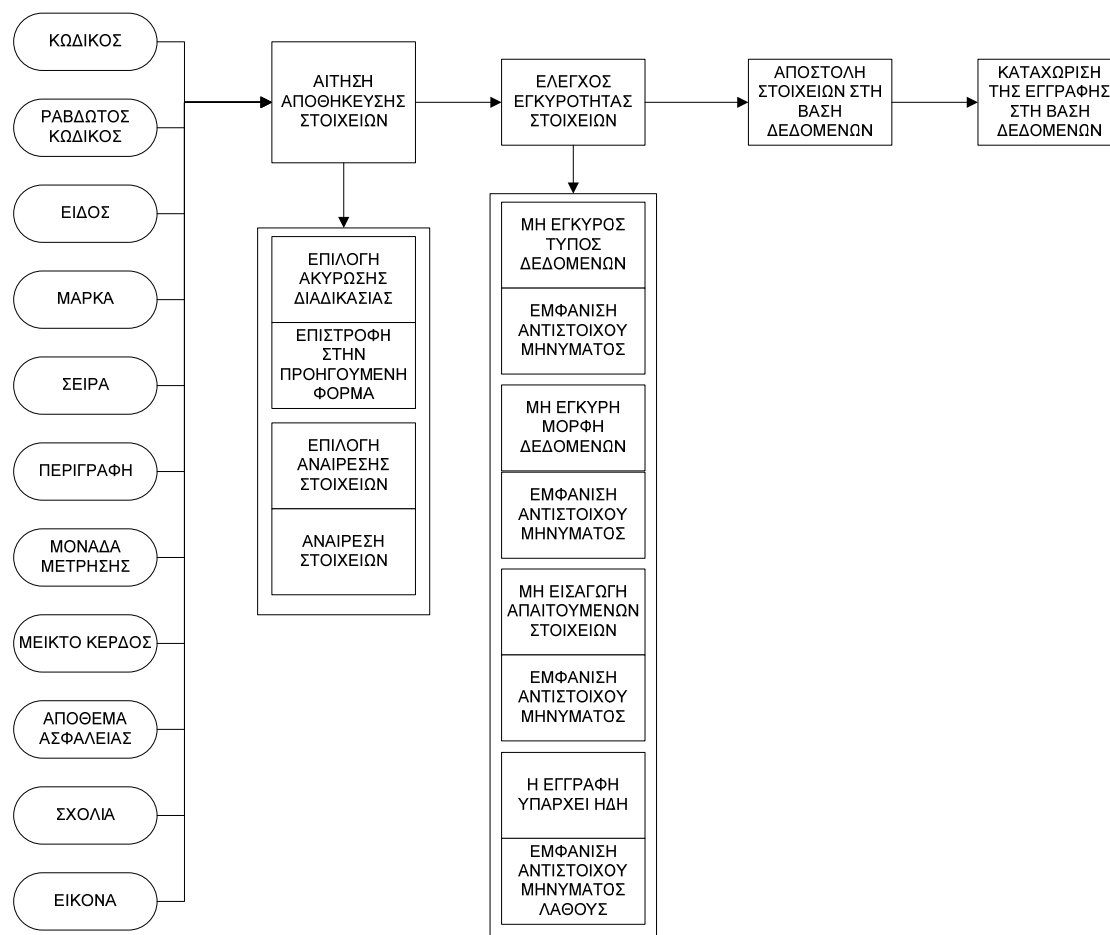 ΚΩΔΙΚΟΣ
ΡΑΒΔΩΤΟΣ
ΚΩΔΙΚΟΣ
ΕΙΔΟΣ
ΜΑΡΚΑ
ΣΕΙΡΑ
ΠΕΡΙΓΡΑΦΗ
ΜΟΝΑΔΑ
ΜΕΤΡΗΣΗΣ
ΜΕΙΚΤΟ ΚΕΡΔΟΣ
ΑΠΟΘΕΜΑ
ΑΣΦΑΛΕΙΑΣ
ΣΧΟΛΙΑ
ΕΙΚΟΝΑ
ΑΙΤΗΣΗ
ΑΠΟΘΗΚΕΥΣΗΣ
ΣΤΟΙΧΕΙΩΝ
ΕΠΙΛΟΓΗ
ΑΚΥΡΩΣΗΣ
ΔΙΑΔΙΚΑΣΙΑΣ
ΕΠΙΣΤΡΟΦΗ
ΣΤΗΝ
ΠΡΟΗΓΟΥΜΕΝΗ
ΦΟΡΜΑ
ΕΠΙΛΟΓΗ
ΑΝΑΙΡΕΣΗΣ
ΣΤΟΙΧΕΙΩΝ
ΑΝΑΙΡΕΣΗ
ΣΤΟΙΧΕΙΩΝ
ΕΛΕΓΧΟΣ
ΕΓΚΥΡΟΤΗΤΑΣ
ΣΤΟΙΧΕΙΩΝ
ΜΗ ΕΓΚΥΡΟΣ
ΤΥΠΟΣ
ΔΕΔΟΜΕΝΩΝ
ΕΜΦΑΝΙΣΗ
ΑΝΤΙΣΤΟΙΧΟΥ
ΜΗΝΥΜΑΤΟΣ
ΜΗ ΕΓΚΥΡΗ
ΜΟΡΦΗ
ΔΕΔΟΜΕΝΩΝ
ΕΜΦΑΝΙΣΗ
ΑΝΤΙΣΤΟΙΧΟΥ
ΜΗΝΥΜΑΤΟΣ
ΜΗ ΕΙΣΑΓΩΓΗ
ΑΠΑΙΤΟΥΜΕΝΩΝ
ΣΤΟΙΧΕΙΩΝ
ΕΜΦΑΝΙΣΗ
ΑΝΤΙΣΤΟΙΧΟΥ
ΜΗΝΥΜΑΤΟΣ
Η ΕΓΓΡΑΦΗ
ΥΠΑΡΧΕΙ ΗΔΗ
ΕΜΦΑΝΙΣΗ
ΑΝΤΙΣΤΟΙΧΟΥ
ΜΗΝΥΜΑΤΟΣ
ΛΑΘΟΥΣ
ΑΠΟΣΤΟΛΗ
ΣΤΟΙΧΕΙΩΝ ΣΤΗ
ΒΑΣΗ
ΔΕΔΟΜΕΝΩΝ
ΚΑΤΑΧΩΡΙΣΗ
ΤΗΣ ΕΓΓΡΑΦΗΣ
ΣΤΗ ΒΑΣΗ
ΔΕΔΟΜΕΝΩΝ